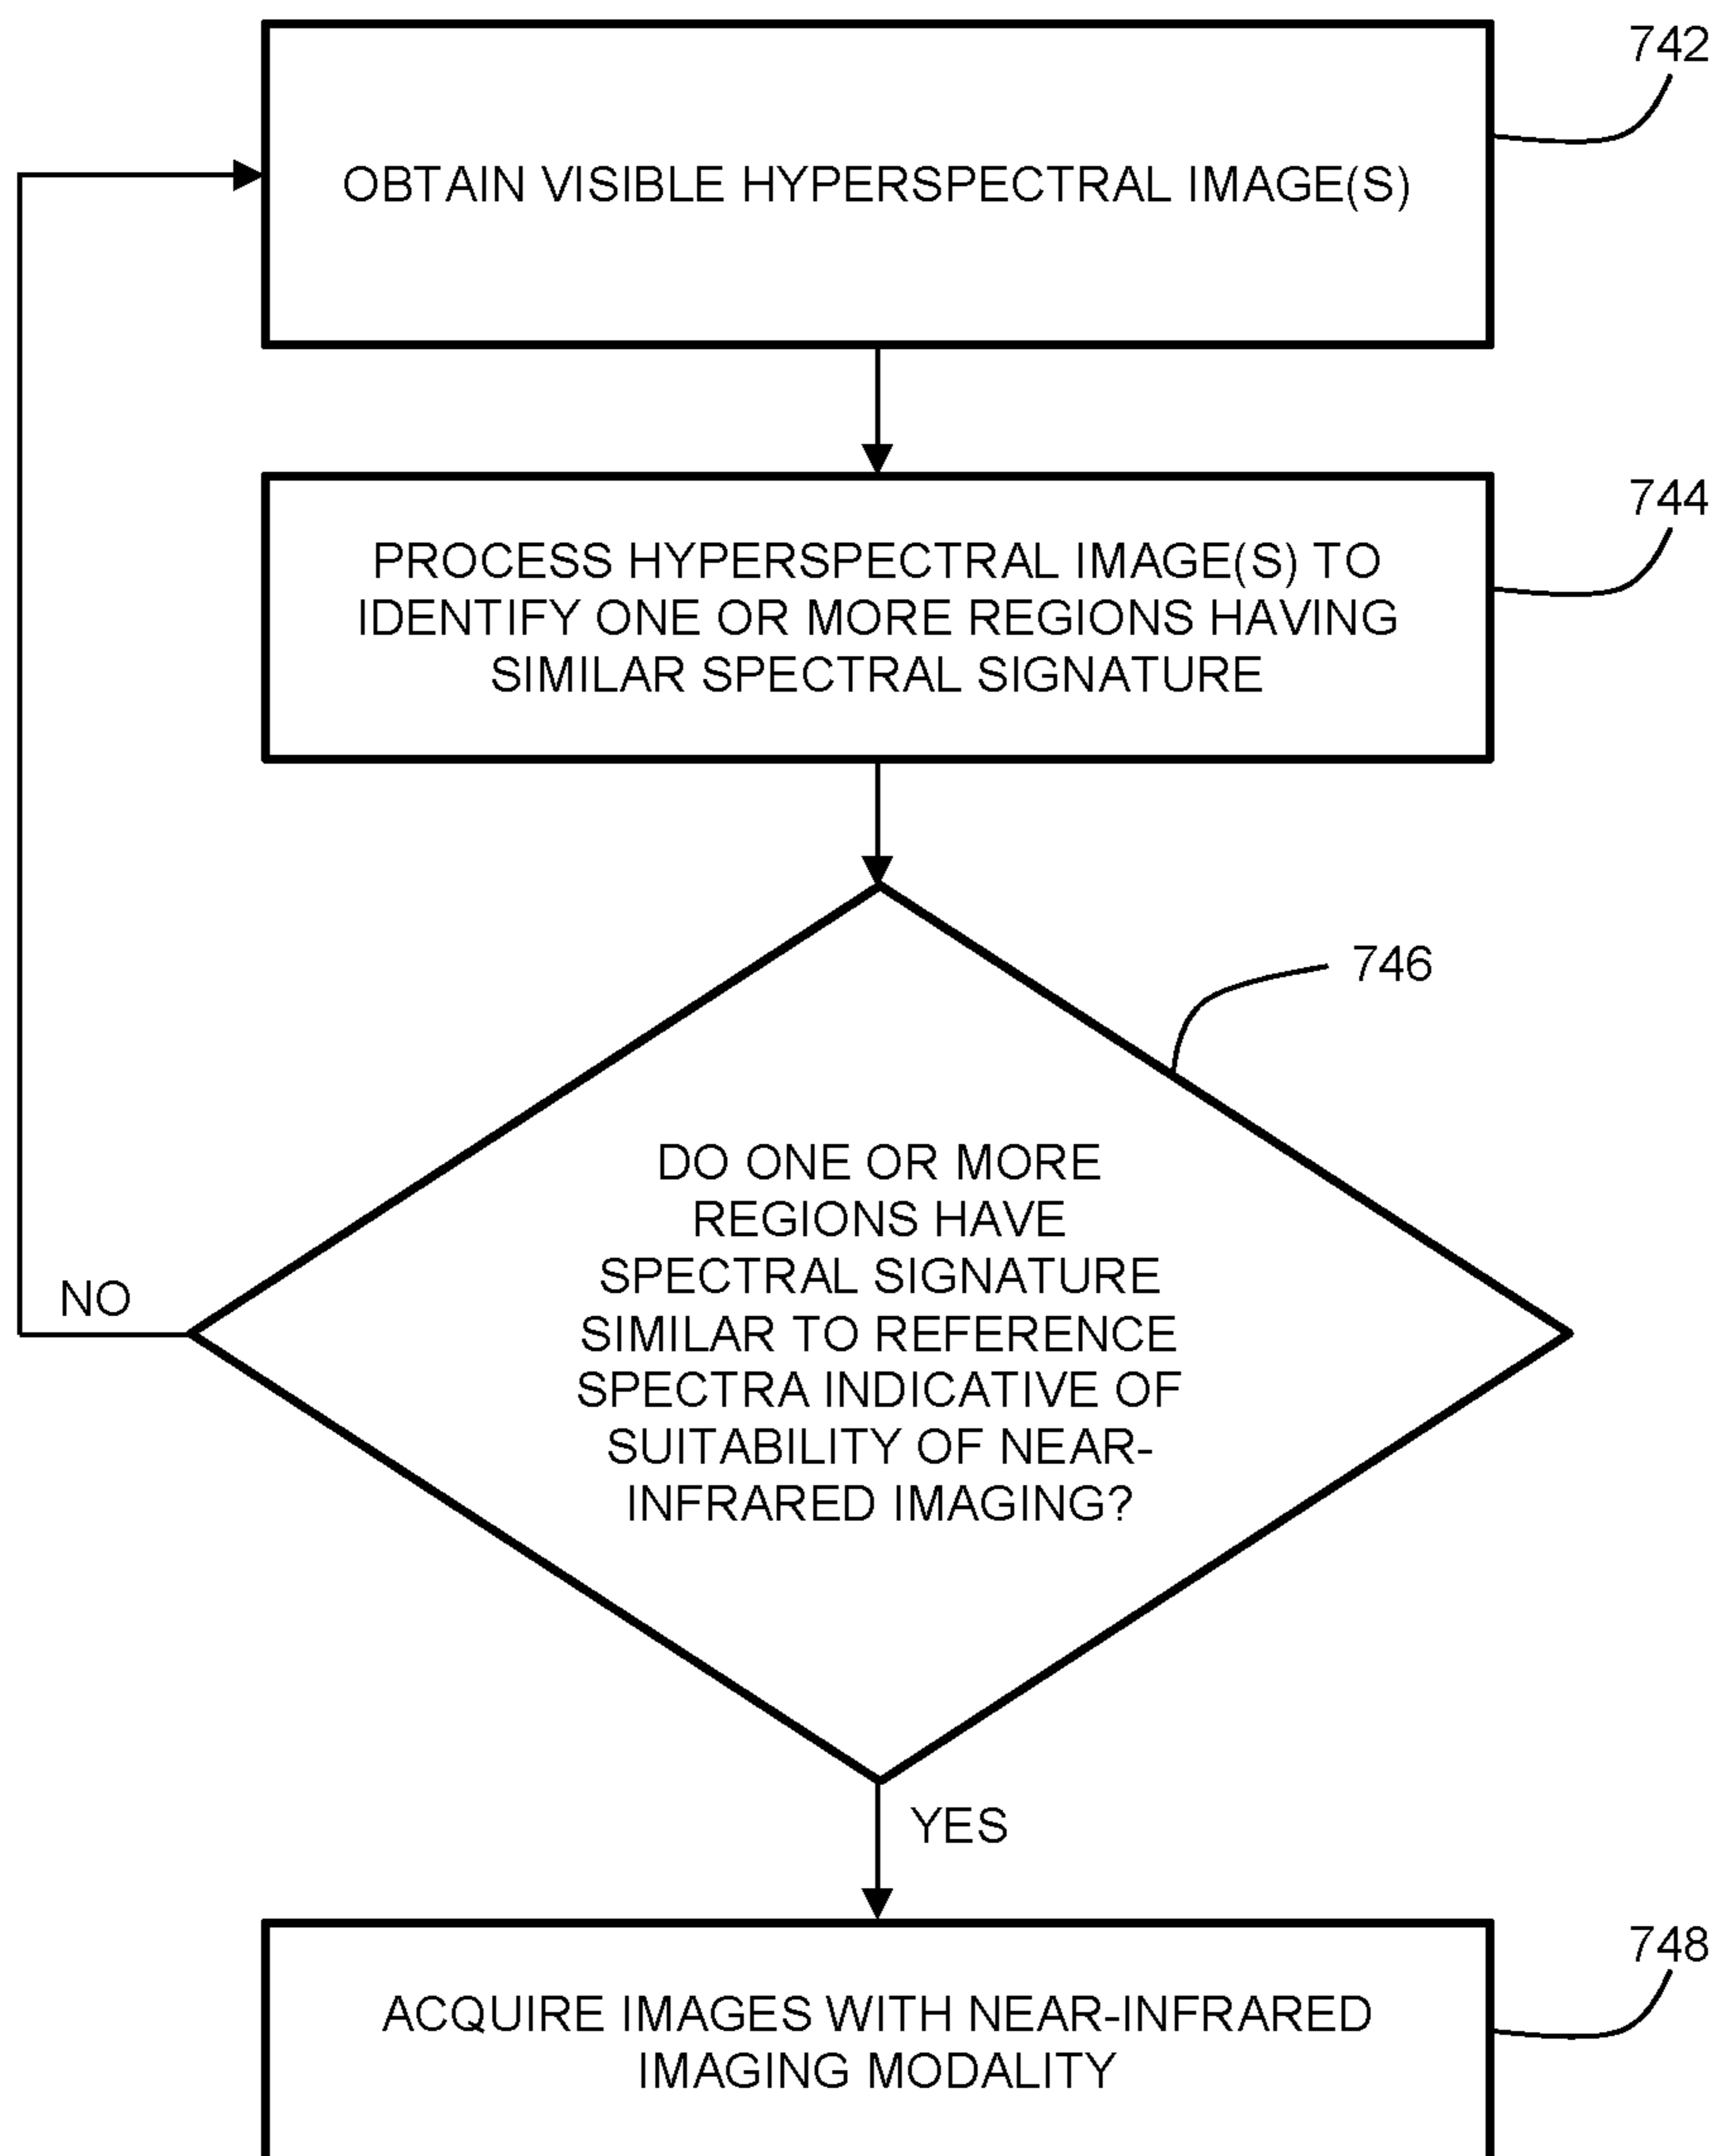 742
OBTAIN VISIBLE HYPERSPECTRAL IMAGE(S)
744
PROCESS HYPERSPECTRAL IMAGE(S) TO
IDENTIFY ONE OR MORE REGIONS HAVING
SIMILAR SPECTRAL SIGNATURE
746
DO ONE OR MORE
REGIONS HAVE
SPECTRAL SIGNATURE
SIMILAR TO REFERENCE
SPECTRA INDICATIVE OF
SUITABILITY OF NEAR-
INFRARED IMAGING?
NO
YES
748
ACQUIRE IMAGES WITH NEAR-INFRARED
IMAGING MODALITY